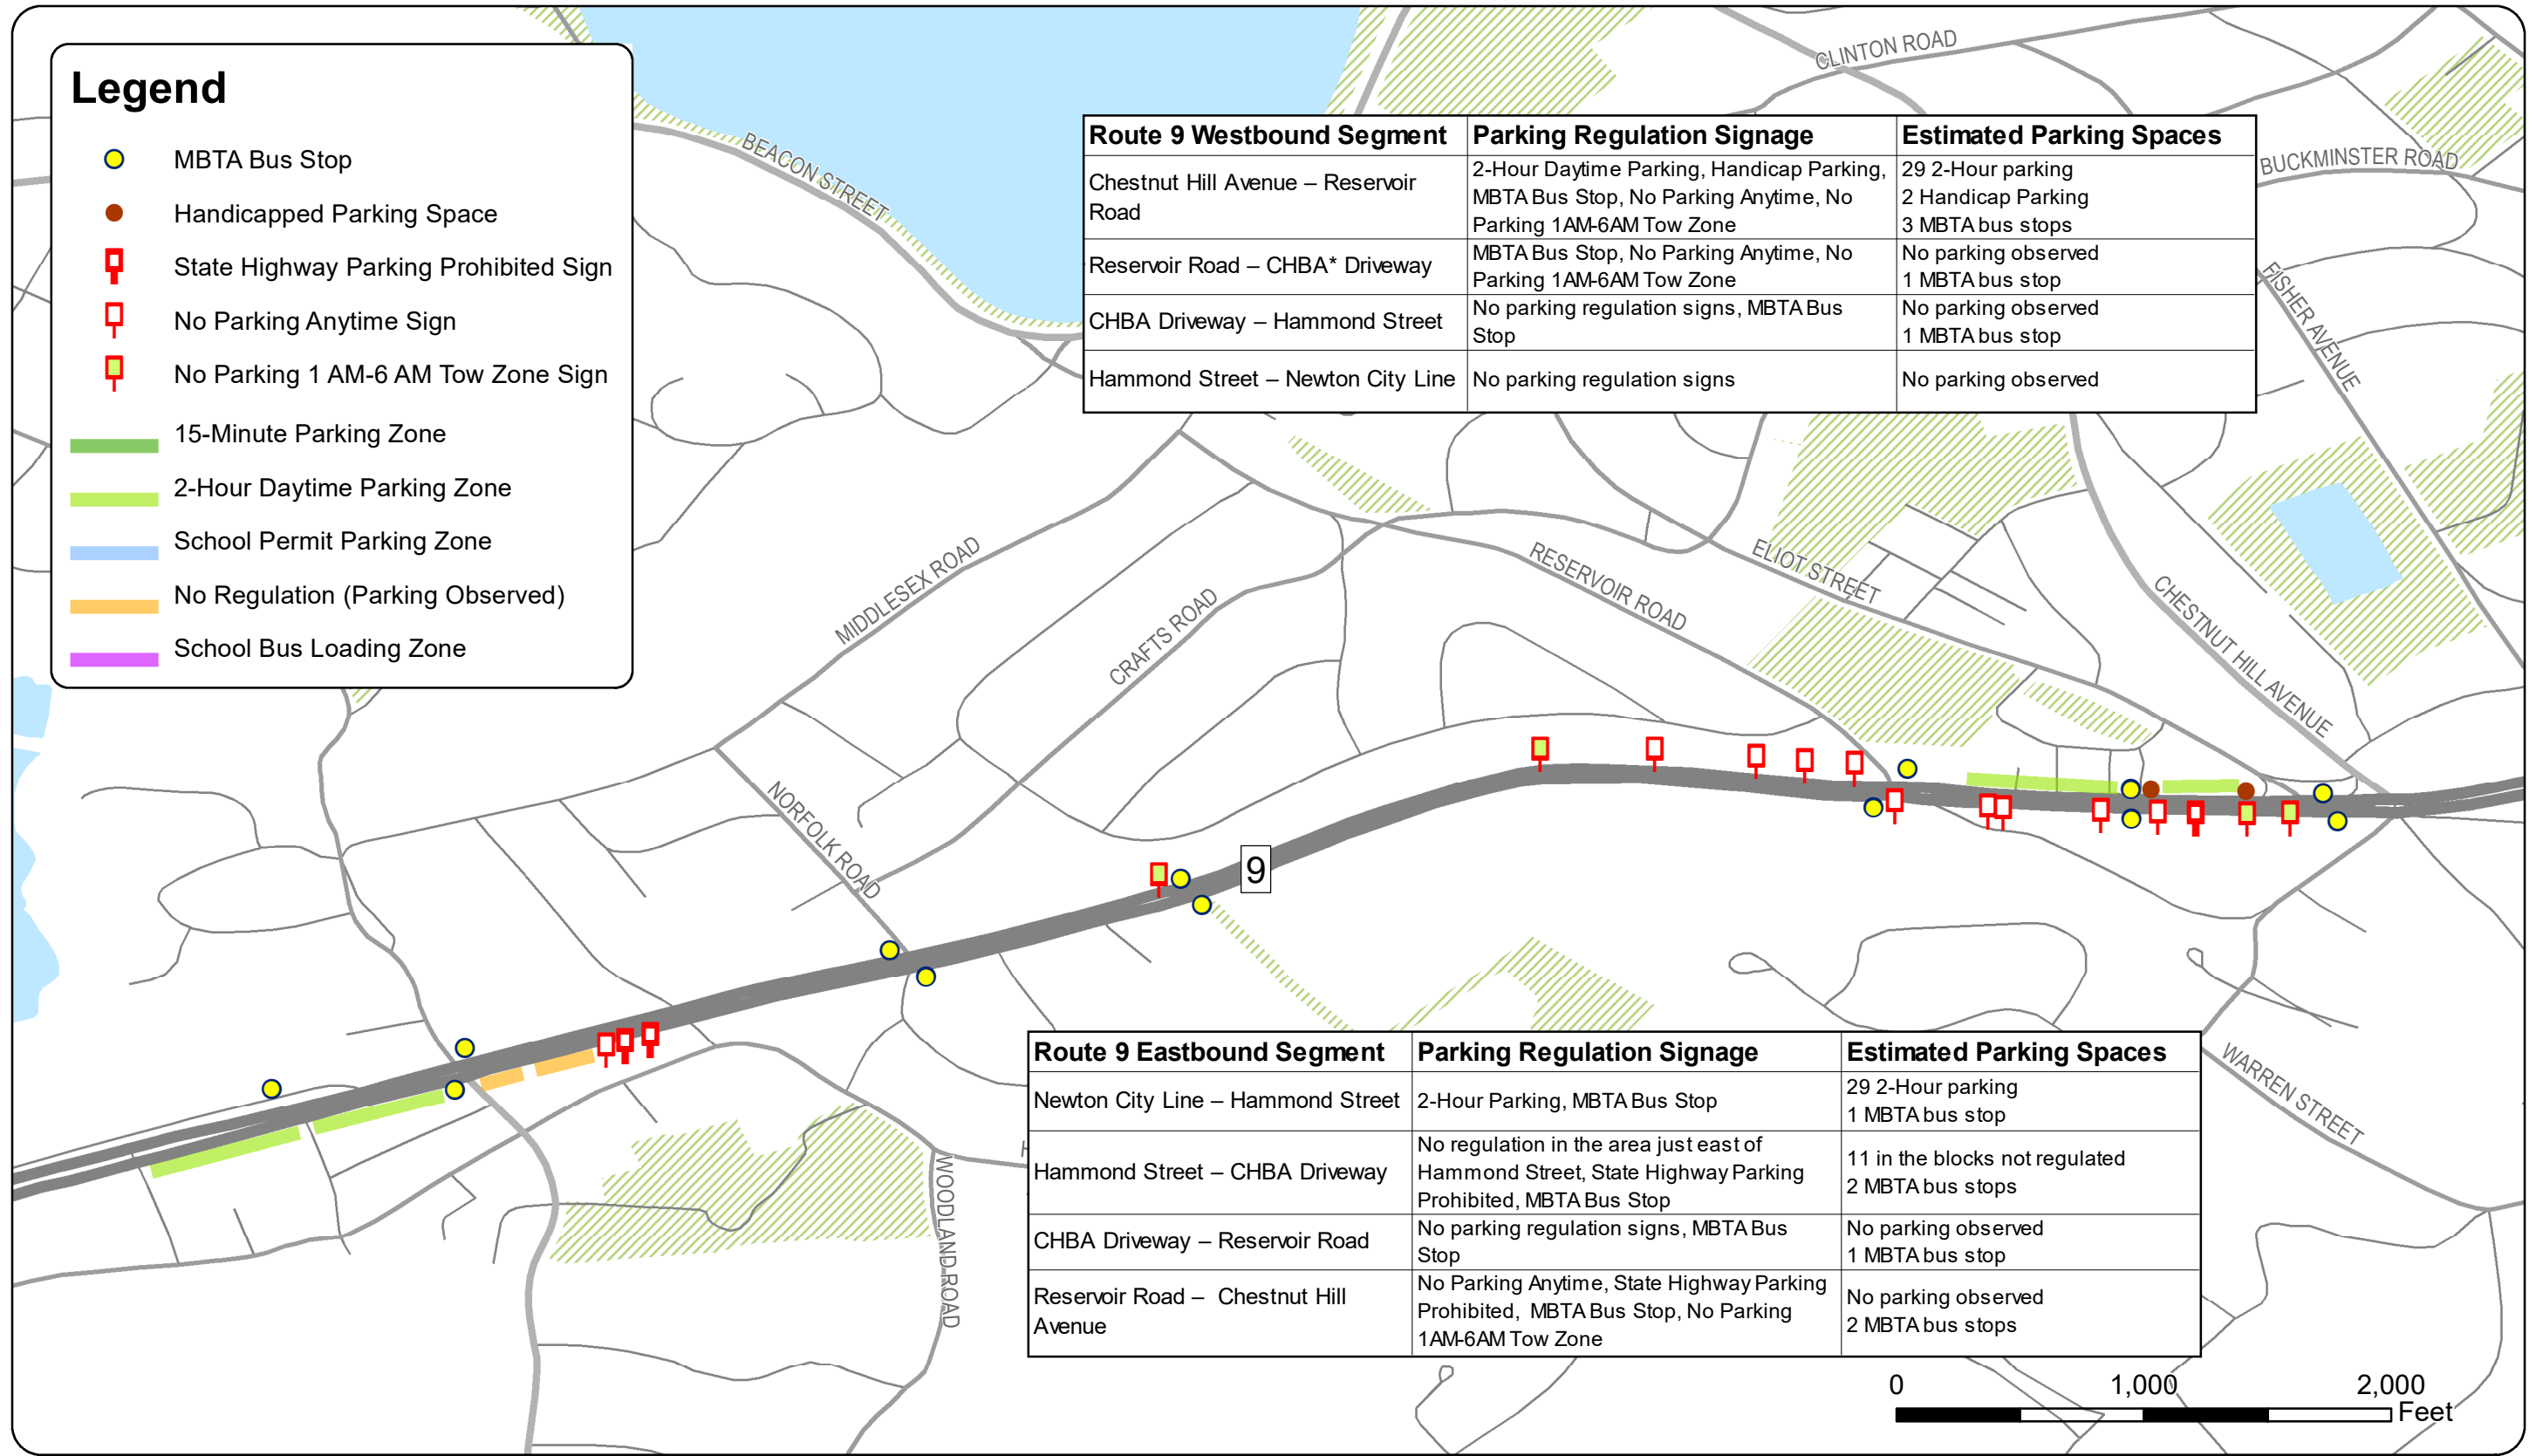 Legend
MBTA Bus Stop
Handicapped Parking Space
State Highway Parking Prohibited Sign
No Parking Anytime Sign
No Parking 1 AM-6 AM Tow Zone Sign
15-Minute Parking Zone
2-Hour Daytime Parking Zone
School Permit Parking Zone
No Regulation (Parking Observed)
School Bus Loading Zone
BEACON STREET
CLINTON ROAD
BUCKMINSTER ROAD
FISHER AVENUE
Route 9 Westbound Segment
Parking Regulation Signage
Estimated Parking Spaces
Chestnut Hill Avenue – Reservoir
Road
2-Hour Daytime Parking, Handicap Parking,
MBTA Bus Stop, No Parking Anytime, No
Parking 1AM-6AM Tow Zone
29 2-Hour parking
2 Handicap Parking
3 MBTA bus stops
Reservoir Road – CHBA* Driveway
MBTA Bus Stop, No Parking Anytime, No
Parking 1AM-6AM Tow Zone
No parking observed
1 MBTA bus stop
CHBA Driveway – Hammond Street
No parking regulation signs, MBTA Bus
Stop
No parking observed
1 MBTA bus stop
Hammond Street – Newton City Line
No parking regulation signs
No parking observed
MIDDLESEX ROAD
CRAFTS ROAD
RESERVOIR ROAD
ELIOT STREET
CHESTNUT HILL AVENUE
NORFOLK ROAD
9
WOODLAND ROAD
WARREN STREET
Route 9 Eastbound Segment
Parking Regulation Signage
Estimated Parking Spaces
Newton City Line – Hammond Street
2-Hour Parking, MBTA Bus Stop
29 2-Hour parking
1 MBTA bus stop
Hammond Street – CHBA Driveway
No regulation in the area just east of
Hammond Street, State Highway Parking
Prohibited, MBTA Bus Stop
11 in the blocks not regulated
2 MBTA bus stops
CHBA Driveway – Reservoir Road
No parking regulation signs, MBTA Bus
Stop
No parking observed
1 MBTA bus stop
Reservoir Road – Chestnut Hill
Avenue
No Parking Anytime, State Highway Parking
Prohibited, MBTA Bus Stop, No Parking
1AM-6AM Tow Zone
No parking observed
2 MBTA bus stops
0 1,000 2,000
Feet